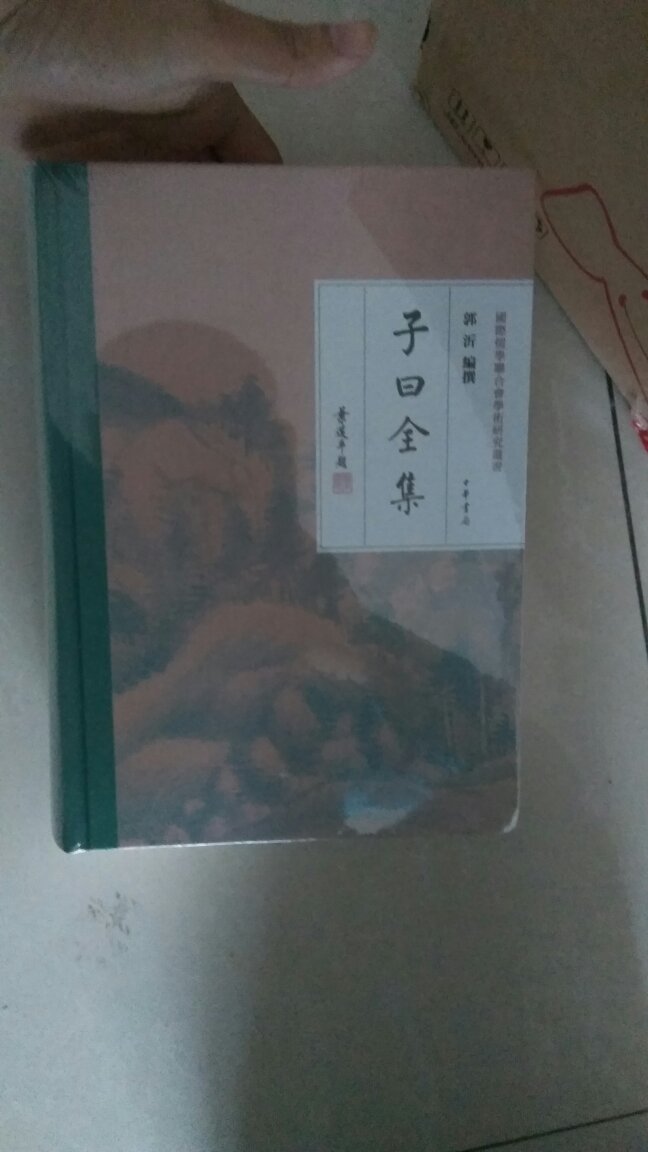 國際儒學聯合會學術研究叢書
郭沂 編撰
中華書局
子曰全集